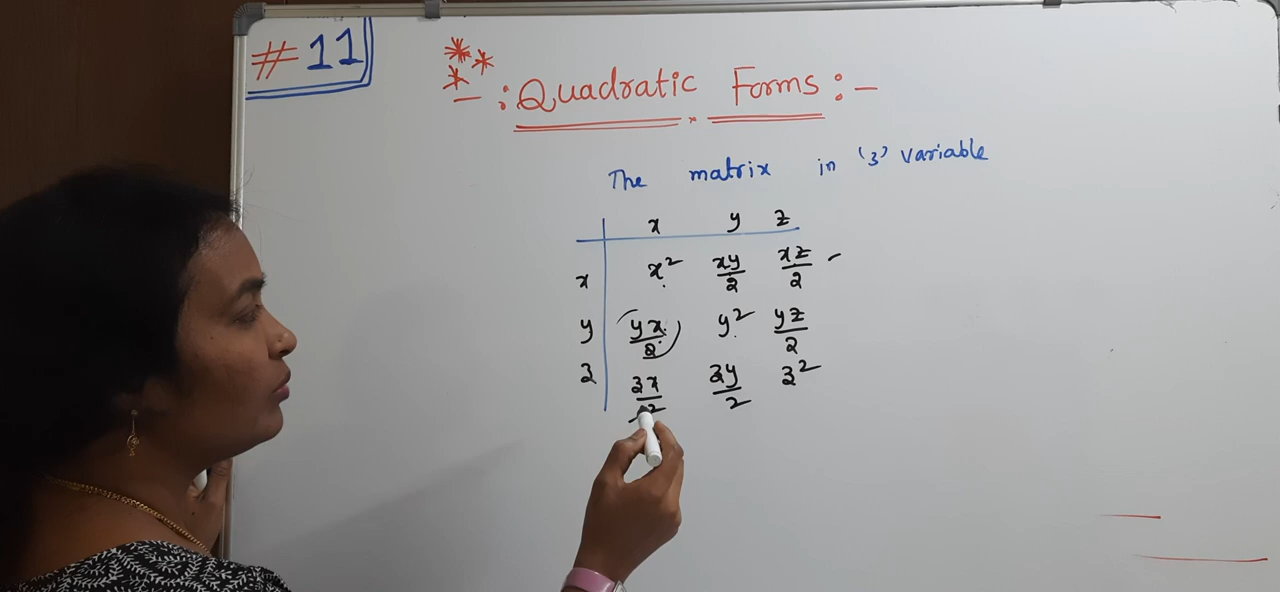 # 11
-: Quadratic Forms :-
The matrix in '3' variable
x y z
x x² xy/2 xz/2
y yx/2 y² yz/2
z zx/2 zy/2 z²